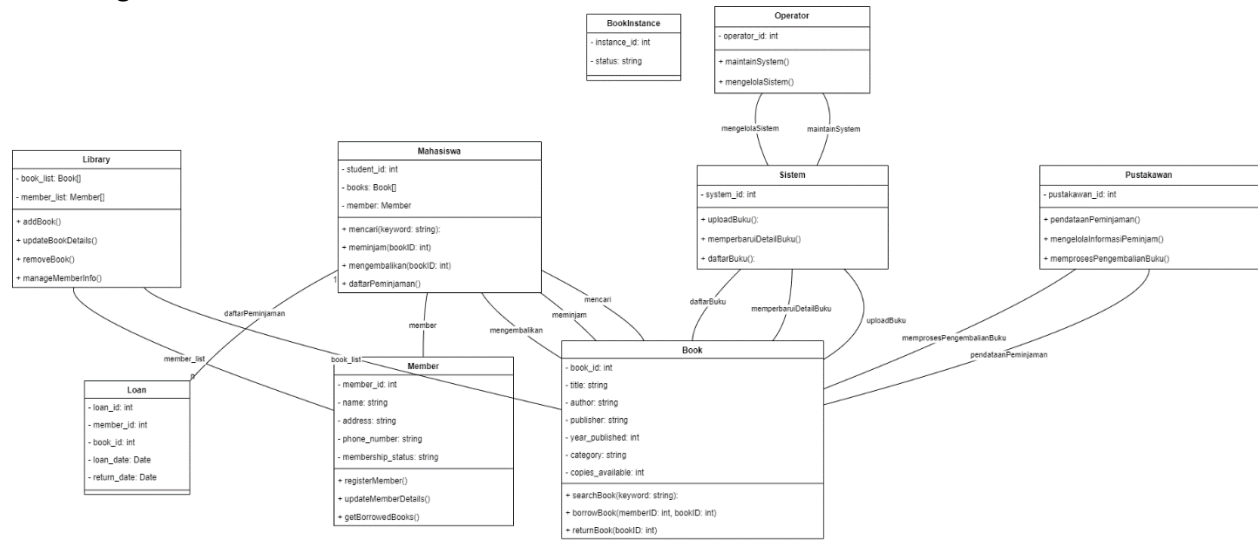 BookInstance
- instance_id: int
- status: string
Operator
- operator_id: int
+ maintainSystem()
+ mengelolaSistem()
mengelolaSistem
maintainSystem
Library
- book_list: Book[]
- member_list: Member[]
+ addBook()
+ updateBookDetails()
+ removeBook()
+ manageMemberInfo()
Mahasiswa
- student_id: int
- books: Book[]
- member: Member
+ mencari(keyword: string):
+ meminjam(bookID: int)
+ mengembalikan(bookID: int)
+ daftarPeminjaman()
Sistem
- system_id: int
+ uploadBuku():
+ memperbaruiDetailBuku()
+ daftarBuku():
Pustakawan
- pustakawan_id: int
+ pendataanPeminjaman()
+ mengelolaInformasiPeminjam()
+ memprosesPengembalianBuku()
1
daftarPeminjaman
member
mengembalikan
meminjam
mencari
daftarBuku
memperbaruiDetailBuku
uploadBuku
memprosesPengembalianBuku
pendataanPeminjaman
member_list
book_list
n
Loan
- loan_id: int
- member_id: int
- book_id: int
- loan_date: Date
- return_date: Date
Member
- member_id: int
- name: string
- address: string
- phone_number: string
- membership_status: string
+ registerMember()
+ updateMemberDetails()
+ getBorrowedBooks()
Book
- book_id: int
- title: string
- author: string
- publisher: string
- year_published: int
- category: string
- copies_available: int
+ searchBook(keyword: string):
+ borrowBook(memberID: int, bookID: int)
+ returnBook(bookID: int)